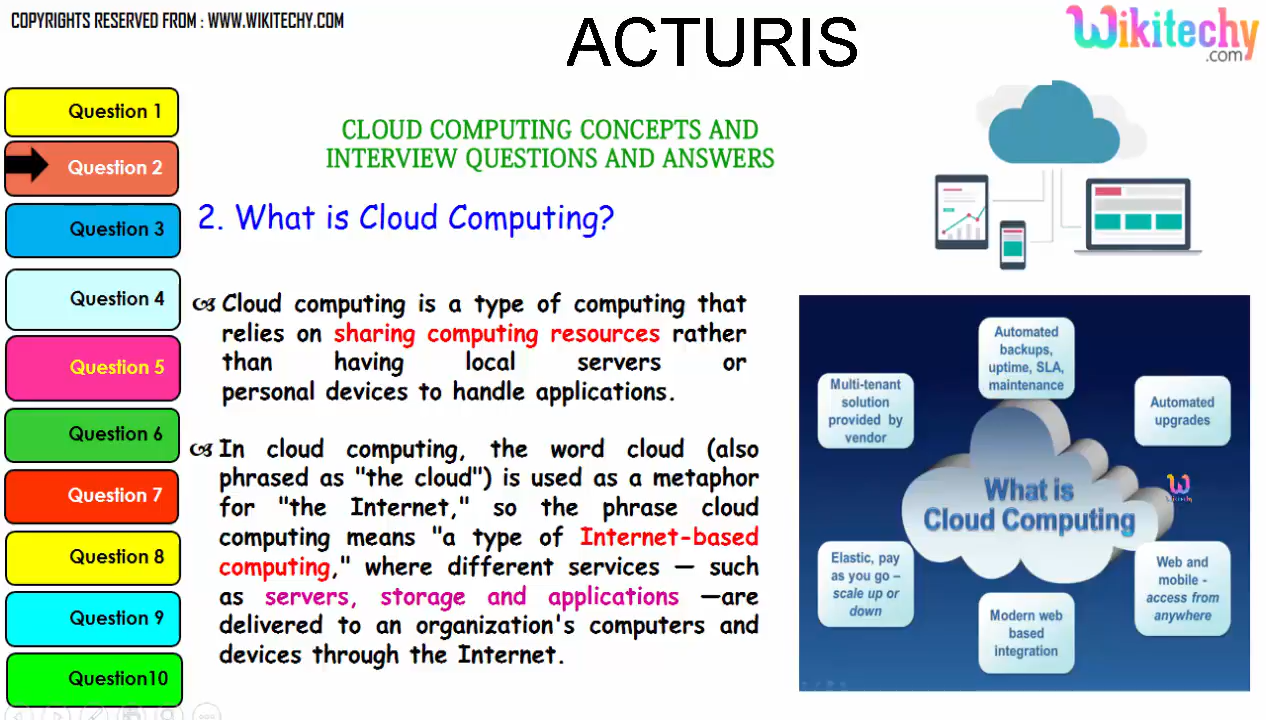 COPYRIGHTS RESERVED FROM : WWW.WIKITECHY.COM
ACTURIS
Wikitechy
.com
Question 1
Question 2
Question 3
Question 4
Question 5
Question 6
Question 7
Question 8
Question 9
Question10
CLOUD COMPUTING CONCEPTS AND
INTERVIEW QUESTIONS AND ANSWERS
2. What is Cloud Computing?
Cloud computing is a type of computing that
relies on sharing computing resources rather
than having local servers or
personal devices to handle applications.
In cloud computing, the word cloud (also
phrased as "the cloud") is used as a metaphor
for "the Internet," so the phrase cloud
computing means "a type of Internet-based
computing," where different services — such
as servers, storage and applications —are
delivered to an organization's computers and
devices through the Internet.
Automated
backups,
uptime, SLA,
maintenance
Multi-tenant
solution
provided by
vendor
Automated
upgrades
What is
Cloud Computing
W
Wikitechy
Elastic, pay
as you go –
scale up or
down
Web and
mobile -
access from
anywhere
Modern web
based
integration